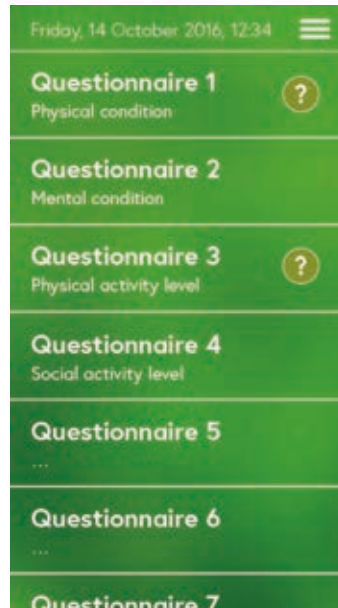 Friday, 14 October 2016, 12:34
Questionnaire 1
?
Physical condition
Questionnaire 2
Mental condition
Questionnaire 3
?
Physical activity level
Questionnaire 4
Social activity level
Questionnaire 5
...
Questionnaire 6
...
Questionnaire 7